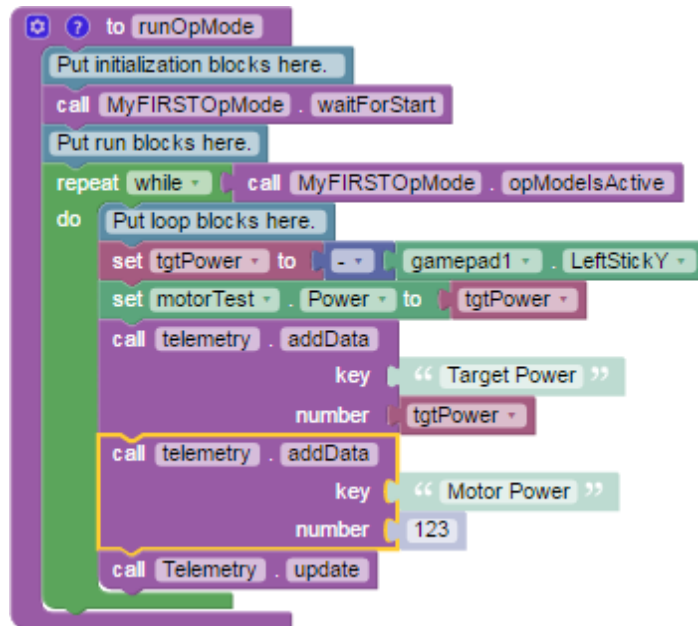 ? to runOpMode
Put initialization blocks here.
call MyFIRSTOpMode . waitForStart
Put run blocks here.
repeat while call MyFIRSTOpMode . opModeIsActive
do Put loop blocks here.
set tgtPower to - gamepad1 . LeftStickY
set motorTest . Power to tgtPower
call telemetry . addData
key “ Target Power ”
number tgtPower
call telemetry . addData
key “ Motor Power ”
number 123
call Telemetry . update